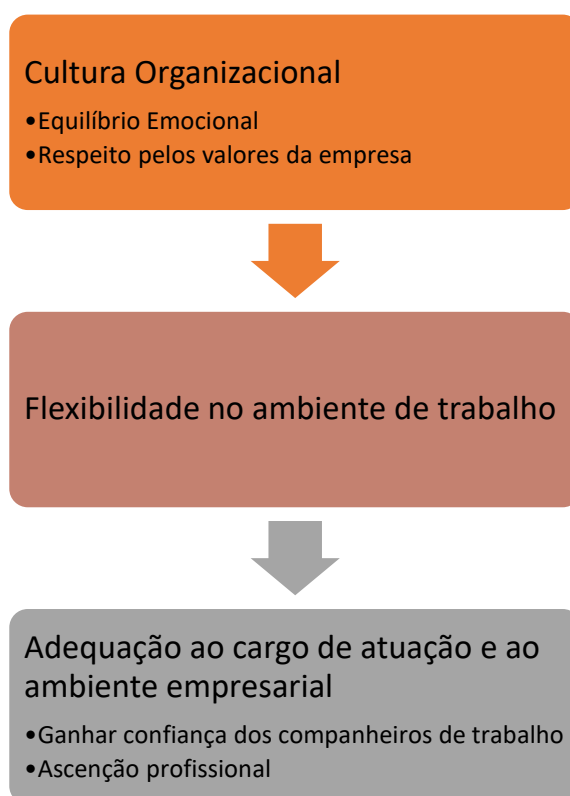 Cultura Organizacional
•Equilíbrio Emocional
•Respeito pelos valores da empresa
Flexibilidade no ambiente de trabalho
Adequação ao cargo de atuação e ao
ambiente empresarial
•Ganhar confiança dos companheiros de trabalho
•Ascenção profissional